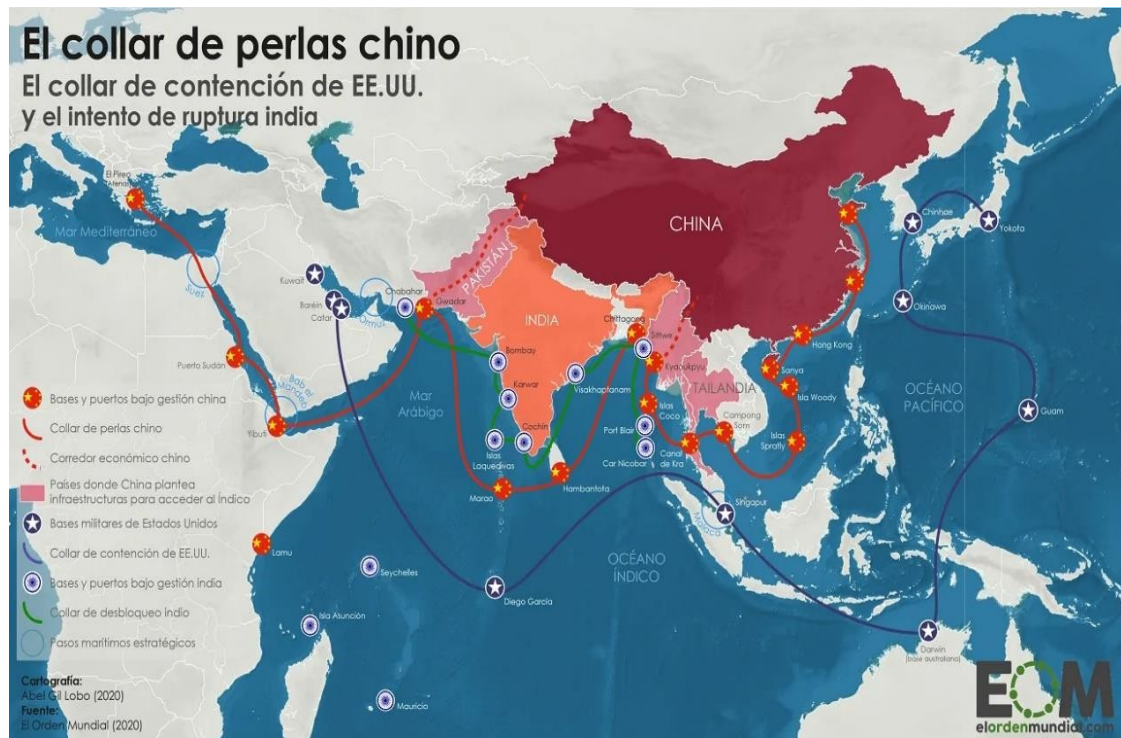 El collar de perlas chino
El collar de contención de EE.UU.
y el intento de ruptura india
El Pireo
(Atenas)
Mar Mediterráneo
Suez
Puerto Sudán
Bab el
Mandeb
Yibuti
Lamu
Kuwait
Baréin
Catar
Ormuz
Chabahar
Gwadar
PAKISTÁN
INDIA
CHINA
Mar
Arábigo
Bombay
Karwar
Cochín
Islas
Laquedivas
Marao
Hambantota
Visakhaptanam
Chittagong
Sittwe
Kyaoukpyu
Islas
Coco
Port Blair
Car Nicobar
TAILANDIA
Canal
de Kra
Campong
Som
Islas
Spratly
Isla Woody
Sanya
Hong Kong
Chinhae
Yokota
Okinawa
Guam
OCÉANO
PACÍFICO
Singapur
Malaca
OCÉANO
ÍNDICO
Diego García
Seychelles
Isla Asunción
Mauricio
Darwin
(base australiana)
Bases y puertos bajo gestión china
Collar de perlas chino
Corredor económico chino
Países donde China plantea
infraestructuras para acceder al Índico
Bases militares de Estados Unidos
Collar de contención de EE.UU.
Bases y puertos bajo gestión india
Collar de desbloqueo indio
Pasos marítimos estratégicos
Cartografía:
Abel Gil Lobo (2020)
Fuente:
El Orden Mundial (2020)
EOM
elordenmundial.com